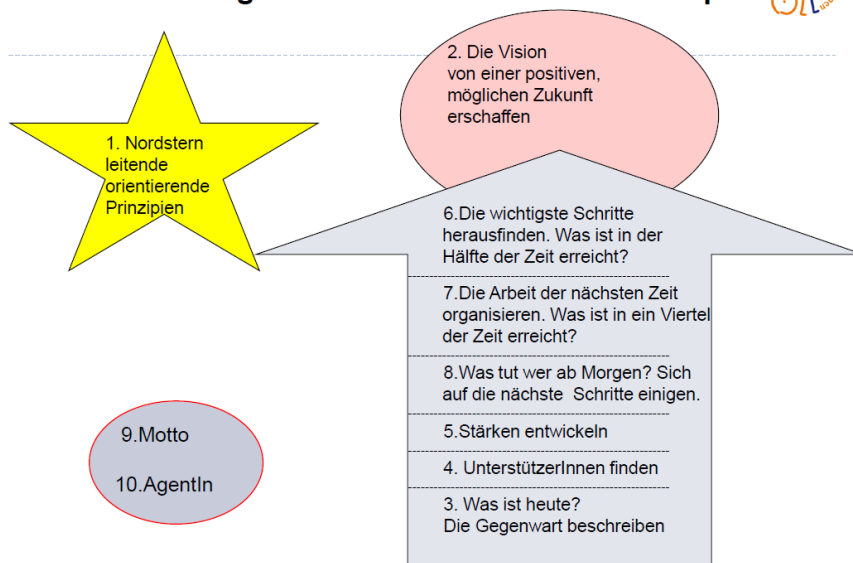 2. Die Vision
von einer positiven,
möglichen Zukunft
erschaffen
1. Nordstern
leitende
orientierende
Prinzipien
6.Die wichtigste Schritte
herausfinden. Was ist in der
Hälfte der Zeit erreicht?
7.Die Arbeit der nächsten Zeit
organisieren. Was ist in ein Viertel
der Zeit erreicht?
8.Was tut wer ab Morgen? Sich
auf die nächste Schritte einigen.
5.Stärken entwickeln
4. UnterstützerInnen finden
3. Was ist heute?
Die Gegenwart beschreiben
9.Motto
10.AgentIn